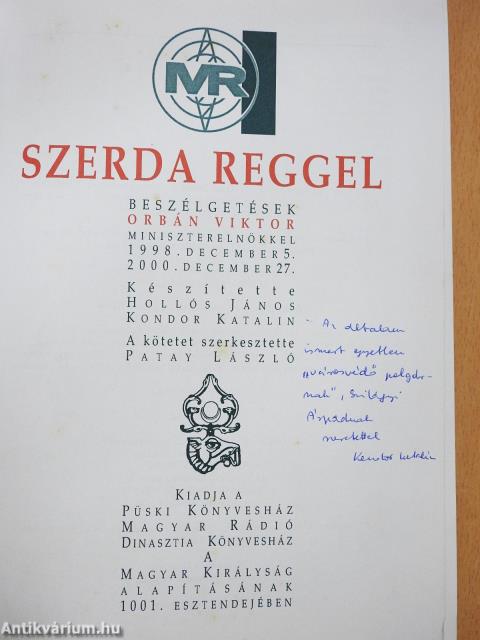 MR
SZERDA REGGEL
BESZÉLGETÉSEK
ORBÁN VIKTOR
MINISZTERELNÖKKEL
1998. DECEMBER 5.
2000. DECEMBER 27.
Készítette
HOLLÓS JÁNOS
KONDOR KATALIN
A kötetet szerkesztette
PATAY LÁSZLÓ
- Az általam
ismert egyetlen
„városvédő polgár-
nak”, Szilágyi
Árpádnak
szeretettel
Kondor Katalin
KIADJA A
PÜSKI KÖNYVESHÁZ
MAGYAR RÁDIÓ
DINASZTIA KÖNYVESHÁZ
A
MAGYAR KIRÁLYSÁG
ALAPÍTÁSÁNAK
1001. ESZTENDEJÉBEN
Antikvárium.hu